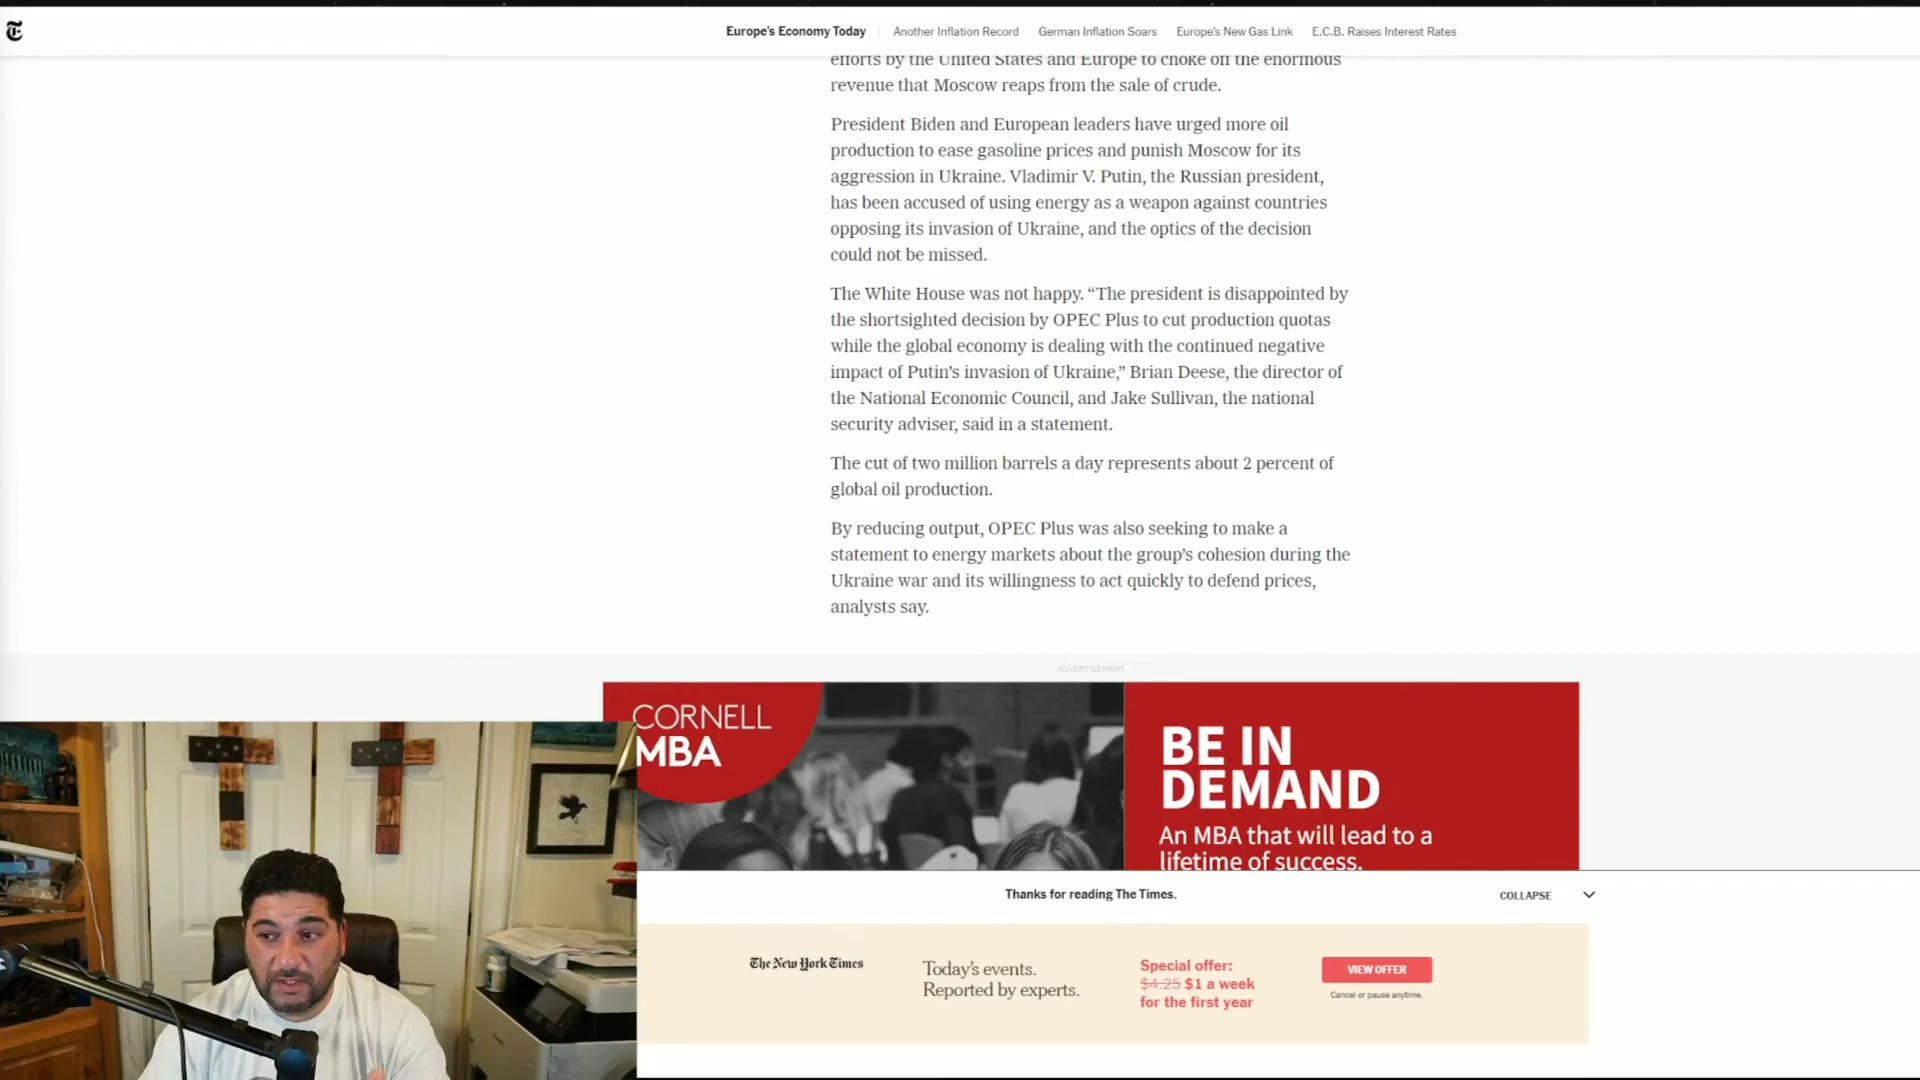 T
Europe's Economy Today
Another Inflation Record
German Inflation Soars
Europe's New Gas Link
E.C.B. Raises Interest Rates
efforts by the United States and Europe to choke off the enormous
revenue that Moscow reaps from the sale of crude.
President Biden and European leaders have urged more oil
production to ease gasoline prices and punish Moscow for its
aggression in Ukraine. Vladimir V. Putin, the Russian president,
has been accused of using energy as a weapon against countries
opposing its invasion of Ukraine, and the optics of the decision
could not be missed.
The White House was not happy. “The president is disappointed by
the shortsighted decision by OPEC Plus to cut production quotas
while the global economy is dealing with the continued negative
impact of Putin’s invasion of Ukraine,” Brian Deese, the director of
the National Economic Council, and Jake Sullivan, the national
security adviser, said in a statement.
The cut of two million barrels a day represents about 2 percent of
global oil production.
By reducing output, OPEC Plus was also seeking to make a
statement to energy markets about the group’s cohesion during the
Ukraine war and its willingness to act quickly to defend prices,
analysts say.
ADVERTISEMENT
CORNELL
MBA
BE IN
DEMAND
An MBA that will lead to a
lifetime of success.
Thanks for reading The Times.
COLLAPSE
The New York Times
Today’s events.
Reported by experts.
Special offer:
$4.25 $1 a week
for the first year
VIEW OFFER
Cancel or pause anytime.